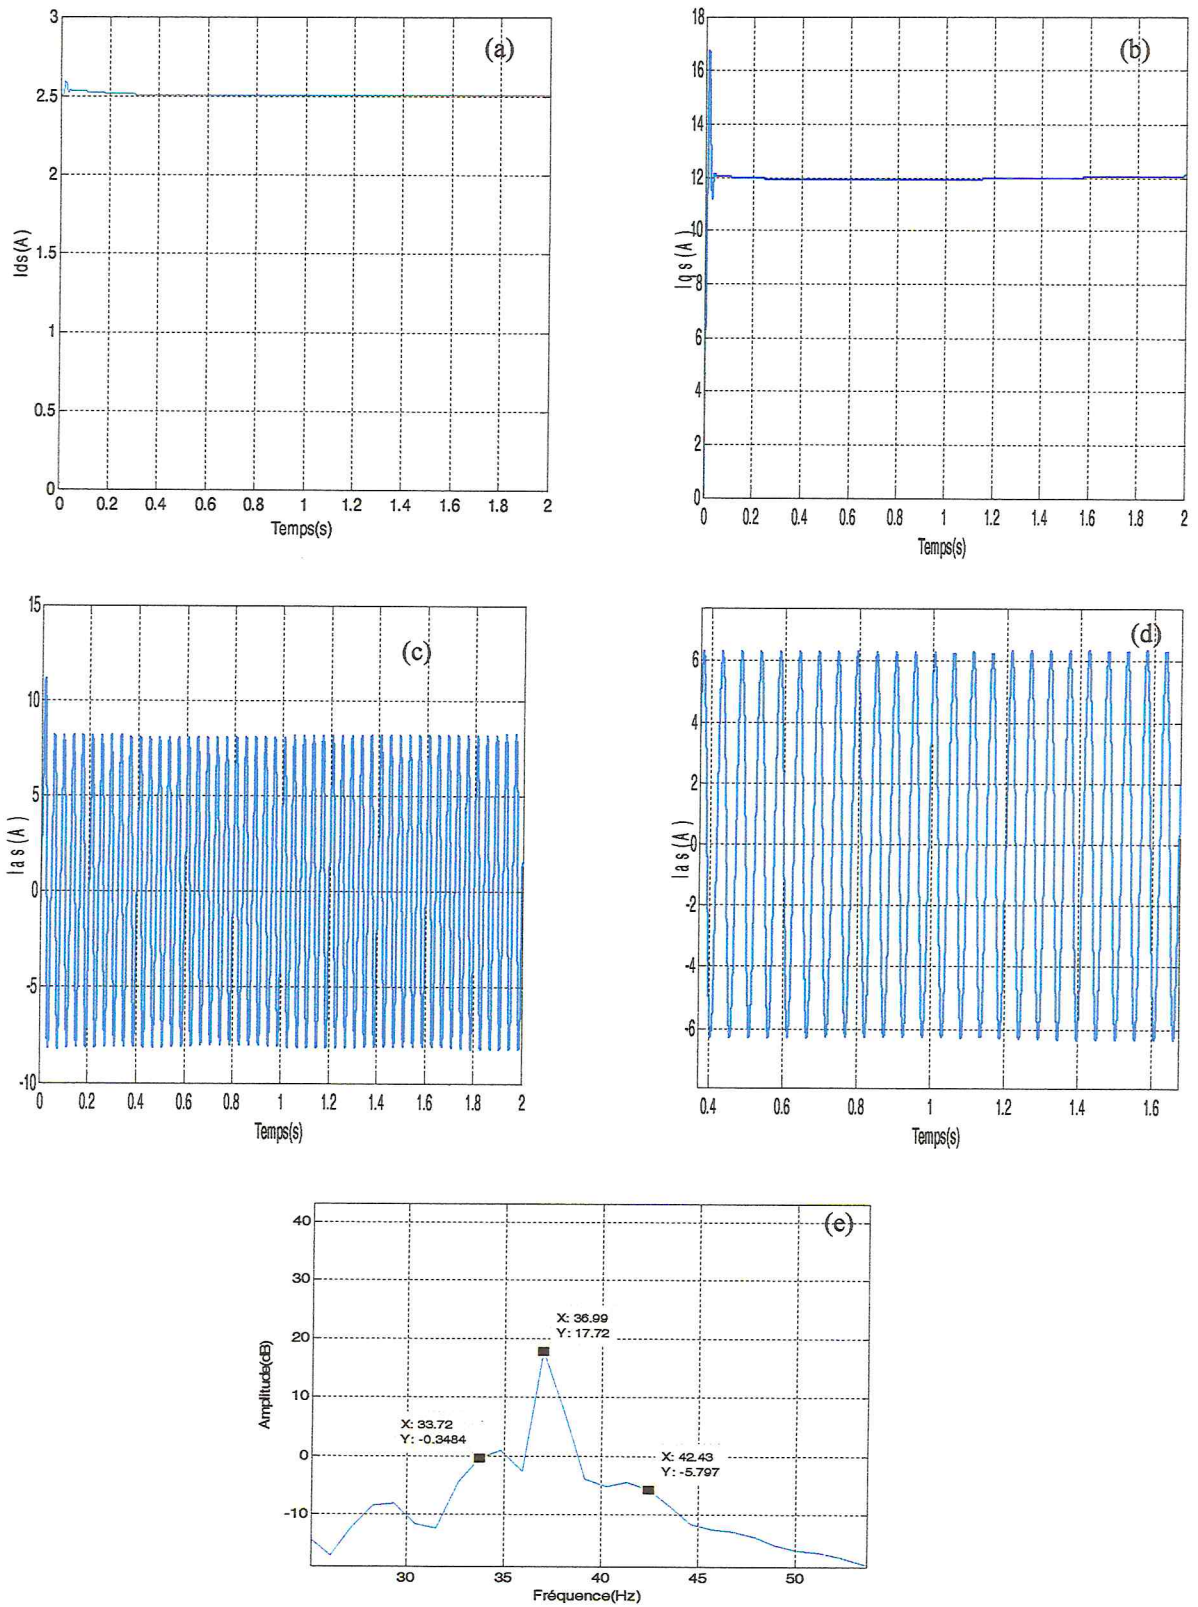 (a)
3
2.5
2
1.5
1
0.5
0
Ids(A)
0 0.2 0.4 0.6 0.8 1 1.2 1.4 1.6 1.8 2
Temps(s)
(b)
18
16
14
12
10
8
6
4
2
0
Iqs(A)
0 0.2 0.4 0.6 0.8 1 1.2 1.4 1.6 1.8 2
Temps(s)
(c)
15
10
5
0
-5
-10
Ias(A)
0 0.2 0.4 0.6 0.8 1 1.2 1.4 1.6 1.8 2
Temps(s)
(d)
6
4
2
0
-2
-4
-6
Ias(A)
0.4 0.6 0.8 1 1.2 1.4 1.6
Temps(s)
(e)
40
30
20
10
0
-10
Amplitude(dB)
X: 36.99
Y: 17.72
X: 33.72
Y: -0.3484
X: 42.43
Y: -5.797
30 35 40 45 50
Fréquence(Hz)